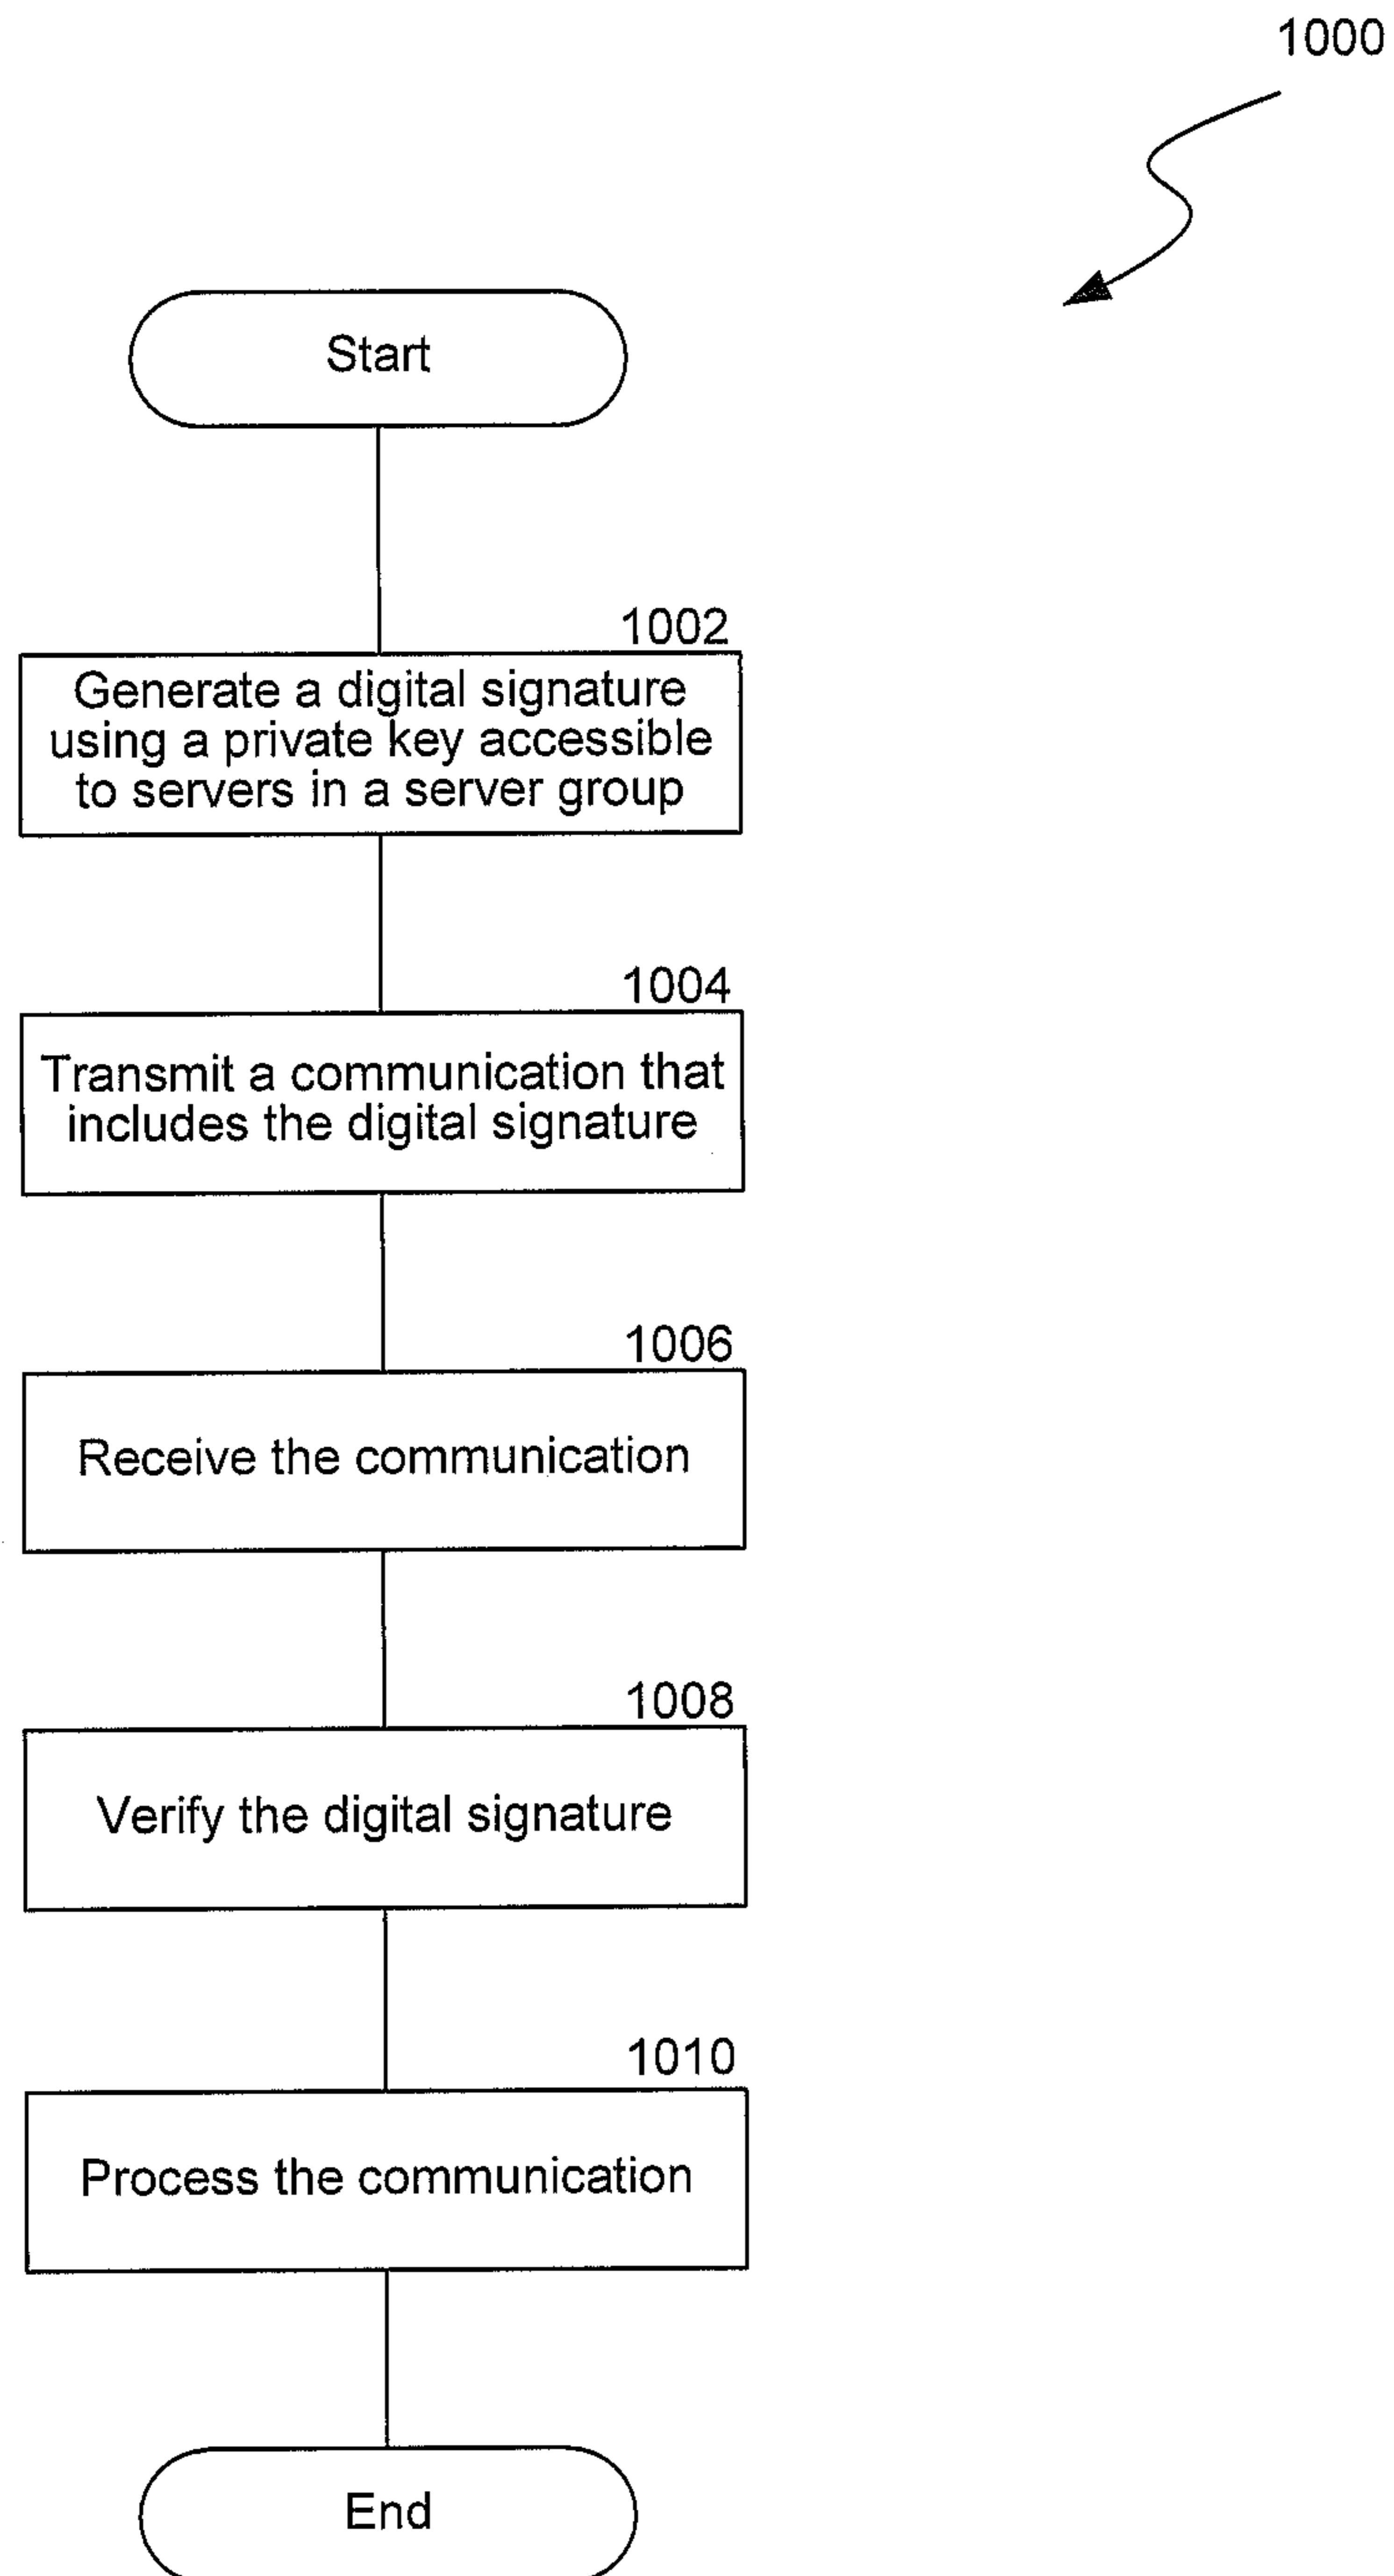 1000
Start
1002
Generate a digital signature
using a private key accessible
to servers in a server group
1004
Transmit a communication that
includes the digital signature
1006
Receive the communication
1008
Verify the digital signature
1010
Process the communication
End